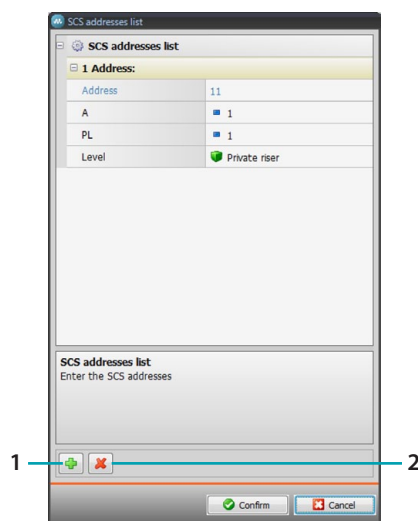 SCS addresses list
SCS addresses list
1 Address:
Address 11
A 1
PL 1
Level Private riser
SCS addresses list
Enter the SCS addresses
1 2
Confirm Cancel